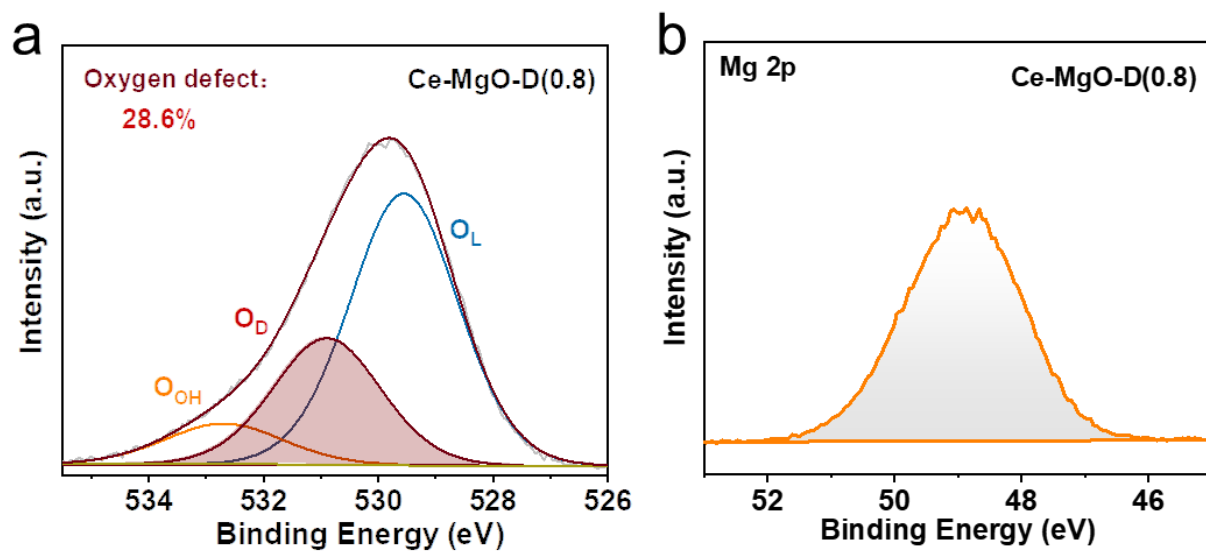 a
Oxygen defect:
28.6%
Ce-MgO-D(0.8)
O_L
O_D
O_OH
Intensity (a.u.)
534 532 530 528 526
Binding Energy (eV)
b
Mg 2p
Ce-MgO-D(0.8)
Intensity (a.u.)
52 50 48 46
Binding Energy (eV)